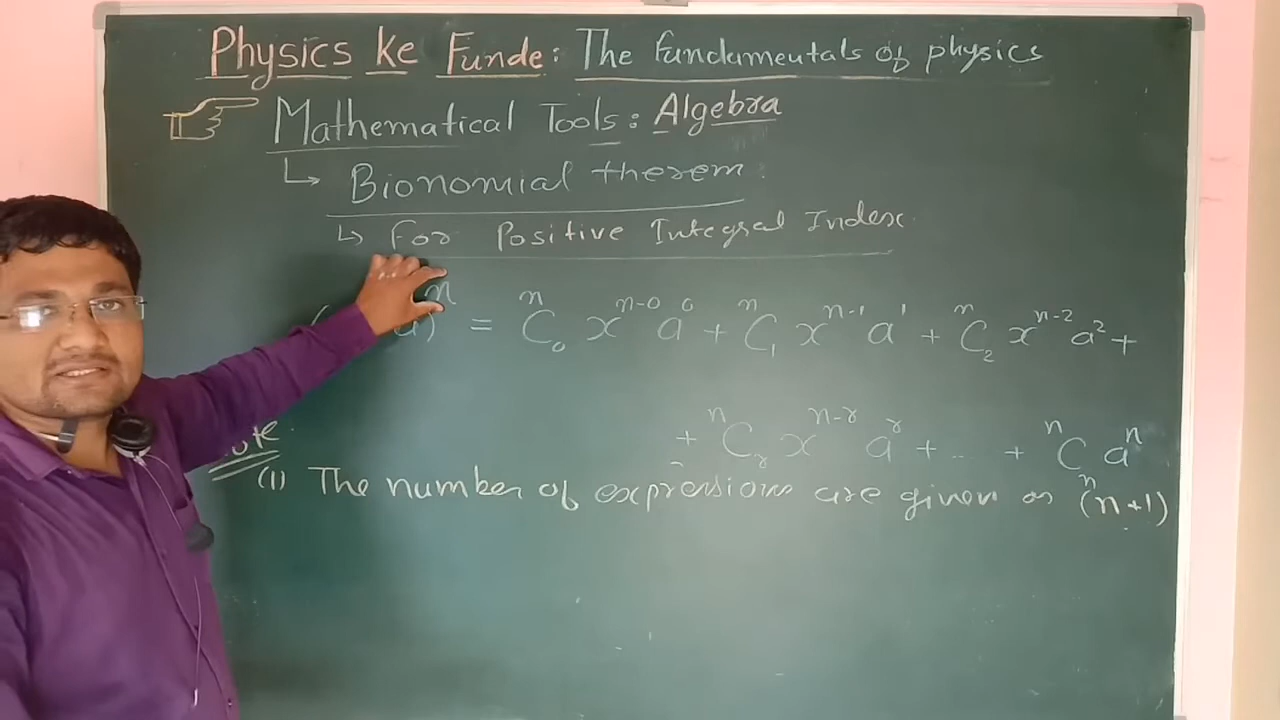 Physics ke Funde: The fundamentals of physics
Mathematical Tools: Algebra
↳ Bionomial therem
↳ For Positive Integral Index
a)ⁿ = ⁿC₀ xⁿ⁻⁰ a⁰ + ⁿC₁ xⁿ⁻¹ a¹ + ⁿC₂ xⁿ⁻² a² +
+ ⁿCᵣ xⁿ⁻ʳ aʳ + ... + ⁿCₙ aⁿ
(1) The number of expressions are given as (n+1)